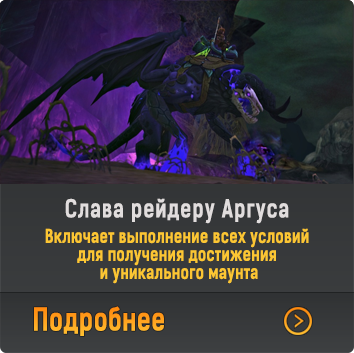 Слава рейдеру Аргуса
Включает выполнение всех условий
для получения достижения
и уникального маунта
Подробнее